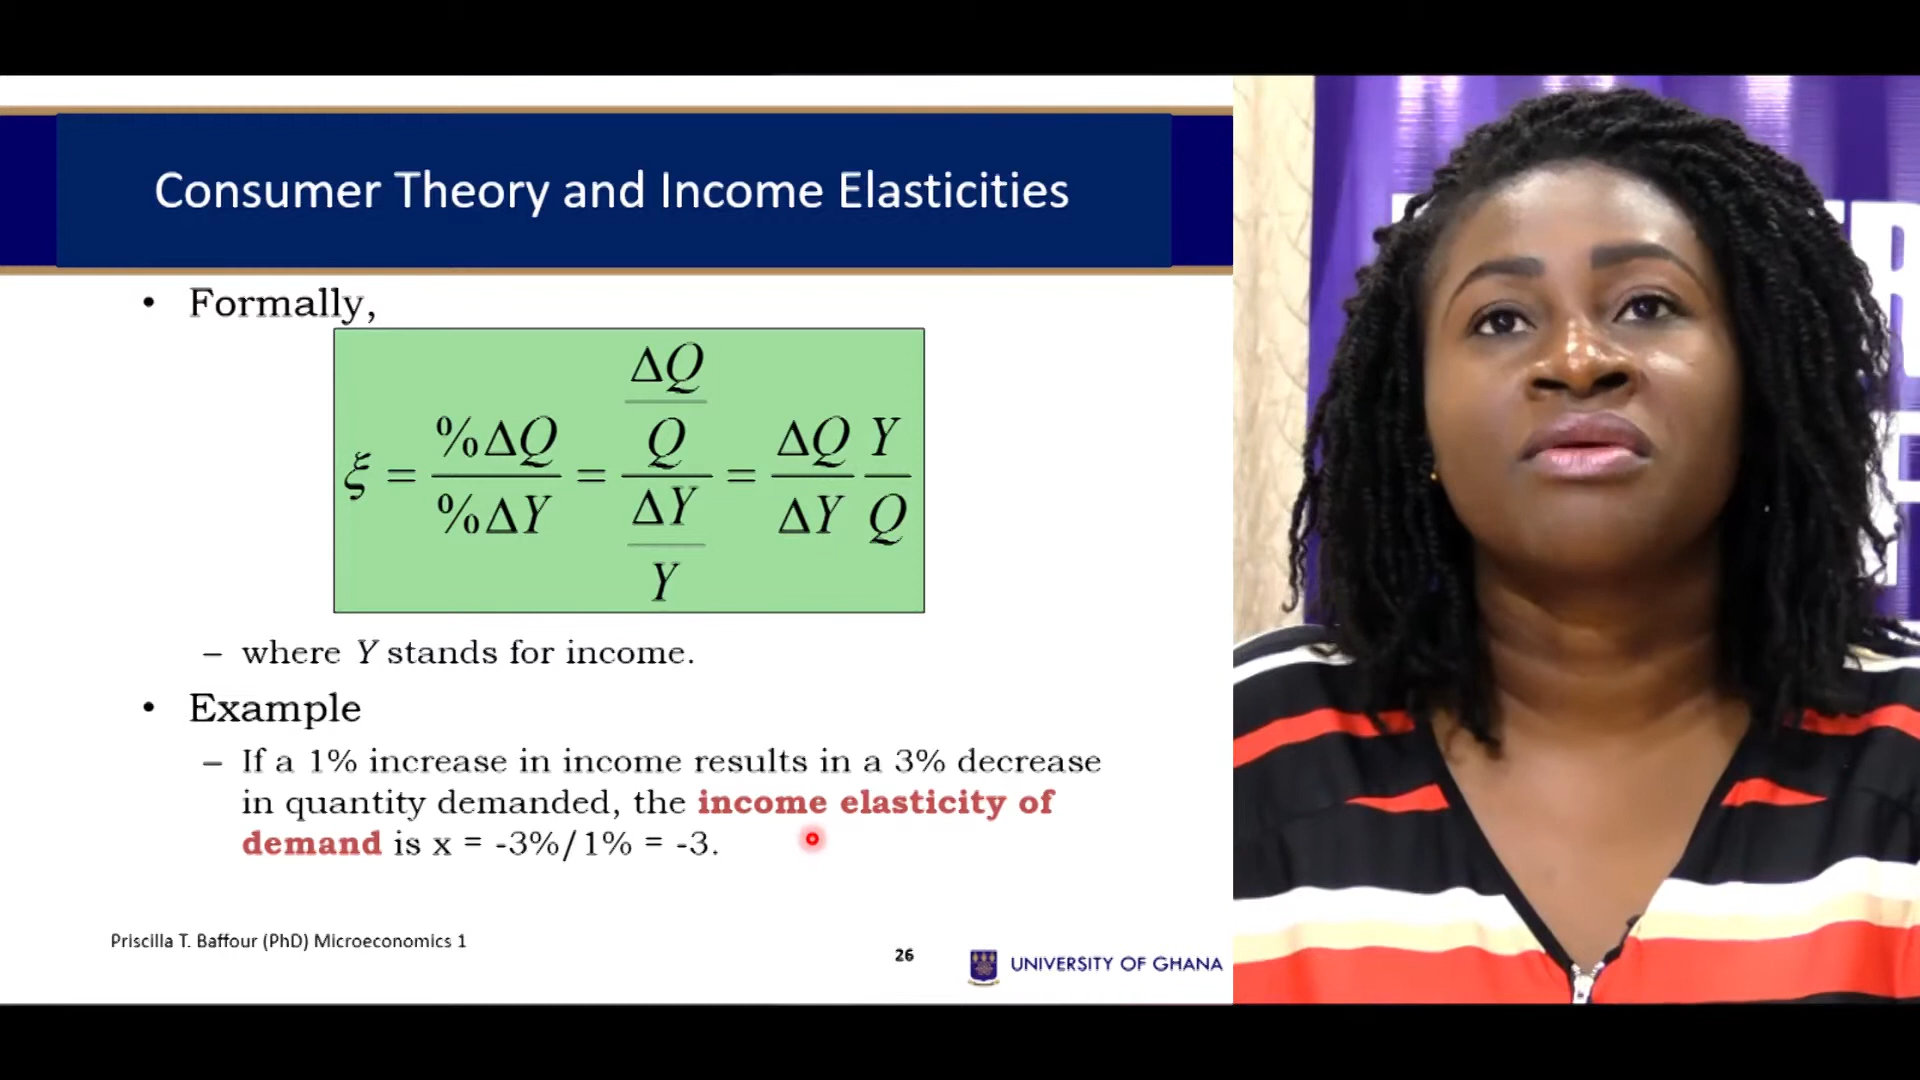 Consumer Theory and Income Elasticities
• Formally,
ξ = %ΔQ / %ΔY = (ΔQ / Q) / (ΔY / Y) = ΔQ / ΔY Y / Q
– where Y stands for income.
• Example
– If a 1% increase in income results in a 3% decrease
in quantity demanded, the income elasticity of
demand is x = -3%/1% = -3.
Priscilla T. Baffour (PhD) Microeconomics 1
26
UNIVERSITY OF GHANA